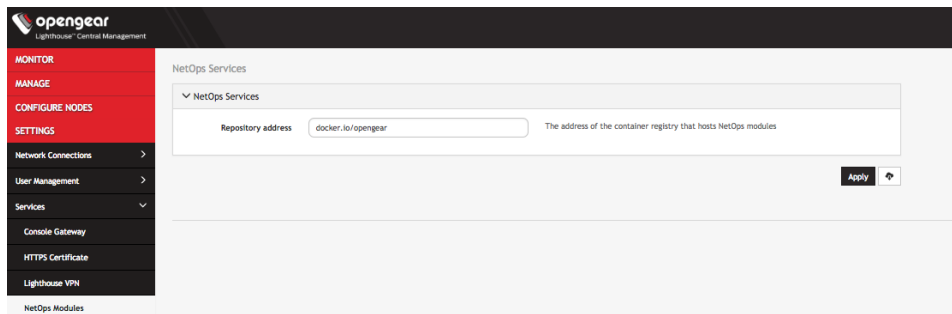 opengear
Lighthouse™ Central Management
MONITOR
MANAGE
CONFIGURE NODES
SETTINGS
Network Connections
User Management
Services
Console Gateway
HTTPS Certificate
Lighthouse VPN
NetOps Modules
NetOps Services
NetOps Services
Repository address docker.io/opengear The address of the container registry that hosts NetOps modules
Apply